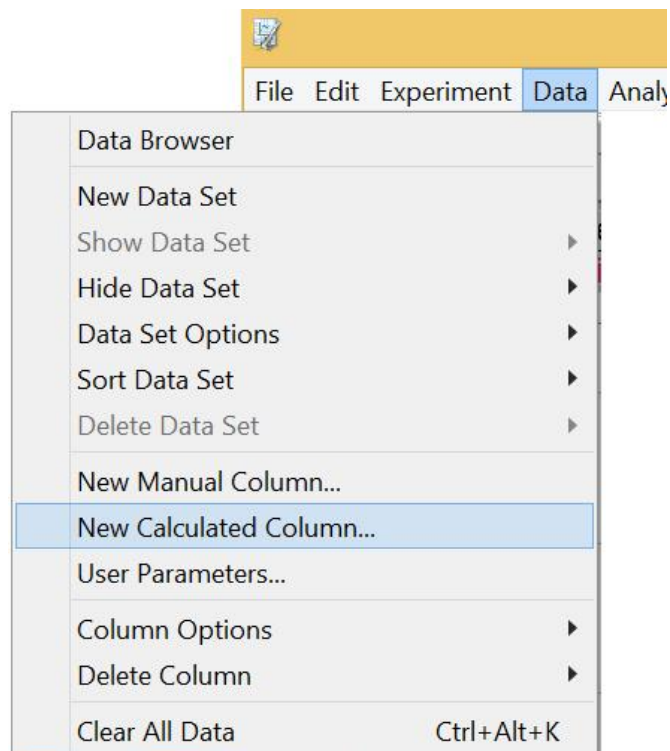 File Edit Experiment Data
Data Browser
New Data Set
Show Data Set
Hide Data Set
Data Set Options
Sort Data Set
Delete Data Set
New Manual Column...
New Calculated Column...
User Parameters...
Column Options
Delete Column
Clear All Data Ctrl+Alt+K